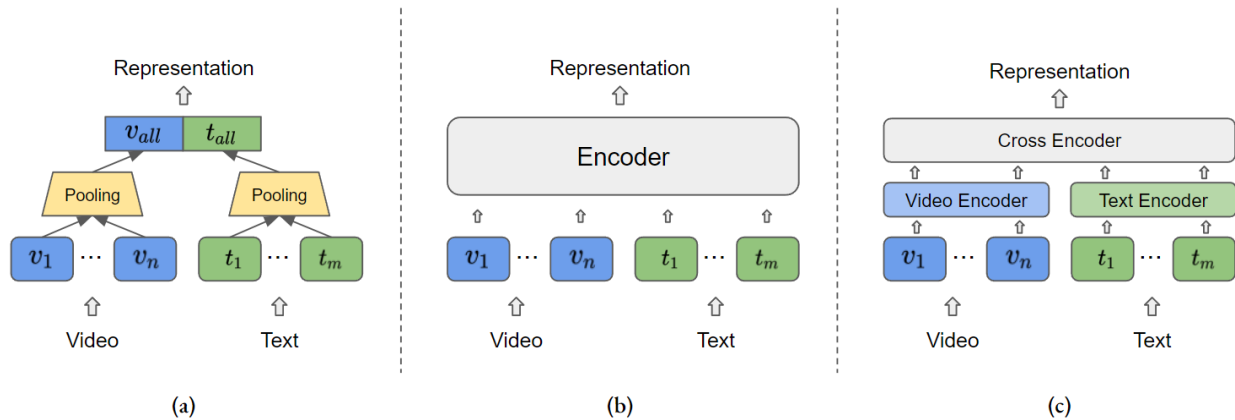 Representation
v_all t_all
Pooling Pooling
v_1 ... v_n t_1 ... t_m
Video Text
(a)
Representation
Encoder
v_1 ... v_n t_1 ... t_m
Video Text
(b)
Representation
Cross Encoder
Video Encoder Text Encoder
v_1 ... v_n t_1 ... t_m
Video Text
(c)